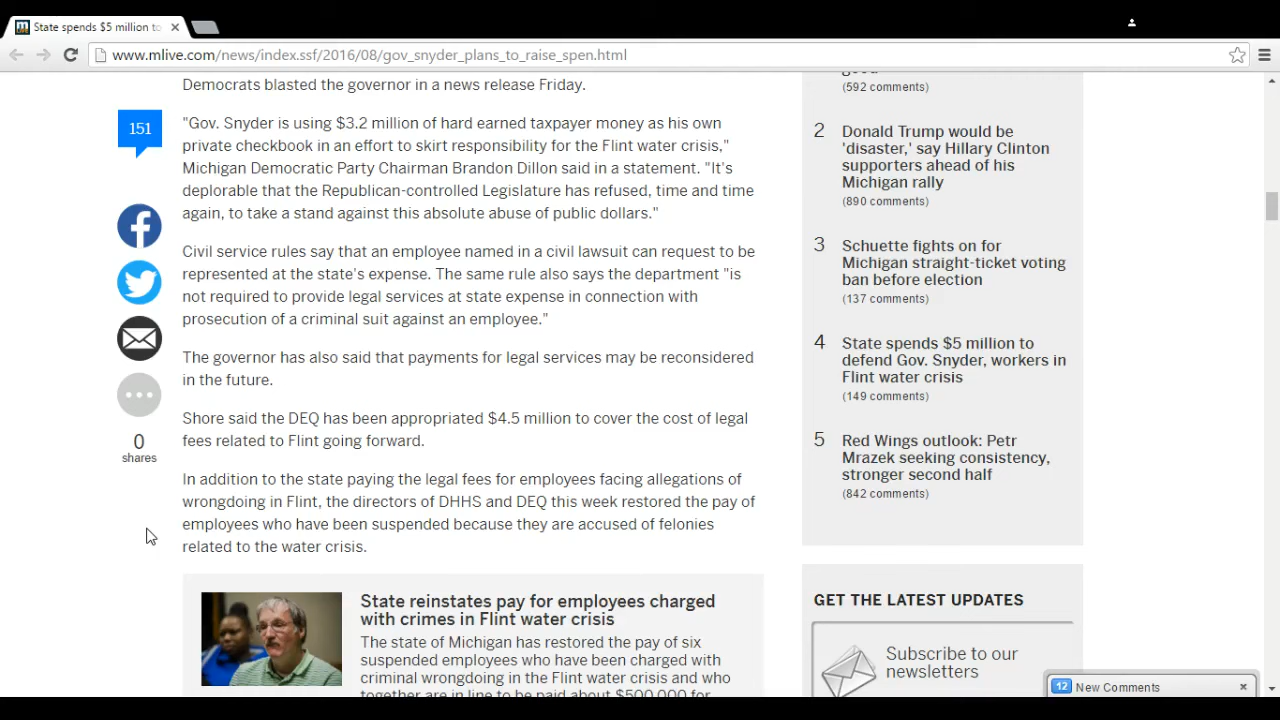 State spends $5 million to
www.mlive.com/news/index.ssf/2016/08/gov_snyder_plans_to_raise_spen.html
Democrats blasted the governor in a news release Friday.
"Gov. Snyder is using $3.2 million of hard earned taxpayer money as his own
private checkbook in an effort to skirt responsibility for the Flint water crisis,"
Michigan Democratic Party Chairman Brandon Dillon said in a statement. "It's
deplorable that the Republican-controlled Legislature has refused, time and time
again, to take a stand against this absolute abuse of public dollars."
Civil service rules say that an employee named in a civil lawsuit can request to be
represented at the state's expense. The same rule also says the department "is
not required to provide legal services at state expense in connection with
prosecution of a criminal suit against an employee."
The governor has also said that payments for legal services may be reconsidered
in the future.
Shore said the DEQ has been appropriated $4.5 million to cover the cost of legal
fees related to Flint going forward.
In addition to the state paying the legal fees for employees facing allegations of
wrongdoing in Flint, the directors of DHHS and DEQ this week restored the pay of
employees who have been suspended because they are accused of felonies
related to the water crisis.
State reinstates pay for employees charged
with crimes in Flint water crisis
The state of Michigan has restored the pay of six
suspended employees who have been charged with
criminal wrongdoing in the Flint water crisis and who
together are in line to be paid about $500,000 for
151
0
shares
good
(592 comments)
2
Donald Trump would be
'disaster,' say Hillary Clinton
supporters ahead of his
Michigan rally
(890 comments)
3
Schuette fights on for
Michigan straight-ticket voting
ban before election
(137 comments)
4
State spends $5 million to
defend Gov. Snyder, workers in
Flint water crisis
(149 comments)
5
Red Wings outlook: Petr
Mrazek seeking consistency,
stronger second half
(842 comments)
GET THE LATEST UPDATES
Subscribe to our
newsletters
12 New Comments